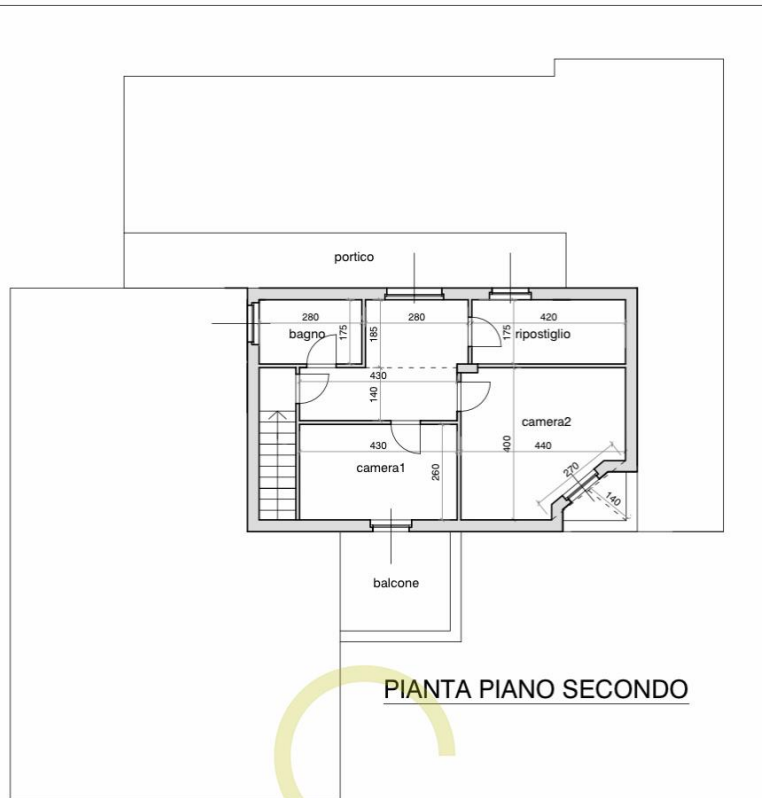 portico
280
280
420
bagno
175
185
175
ripostiglio
430
140
camera2
430
400
440
camera1
260
270
140
balcone
PIANTA PIANO SECONDO